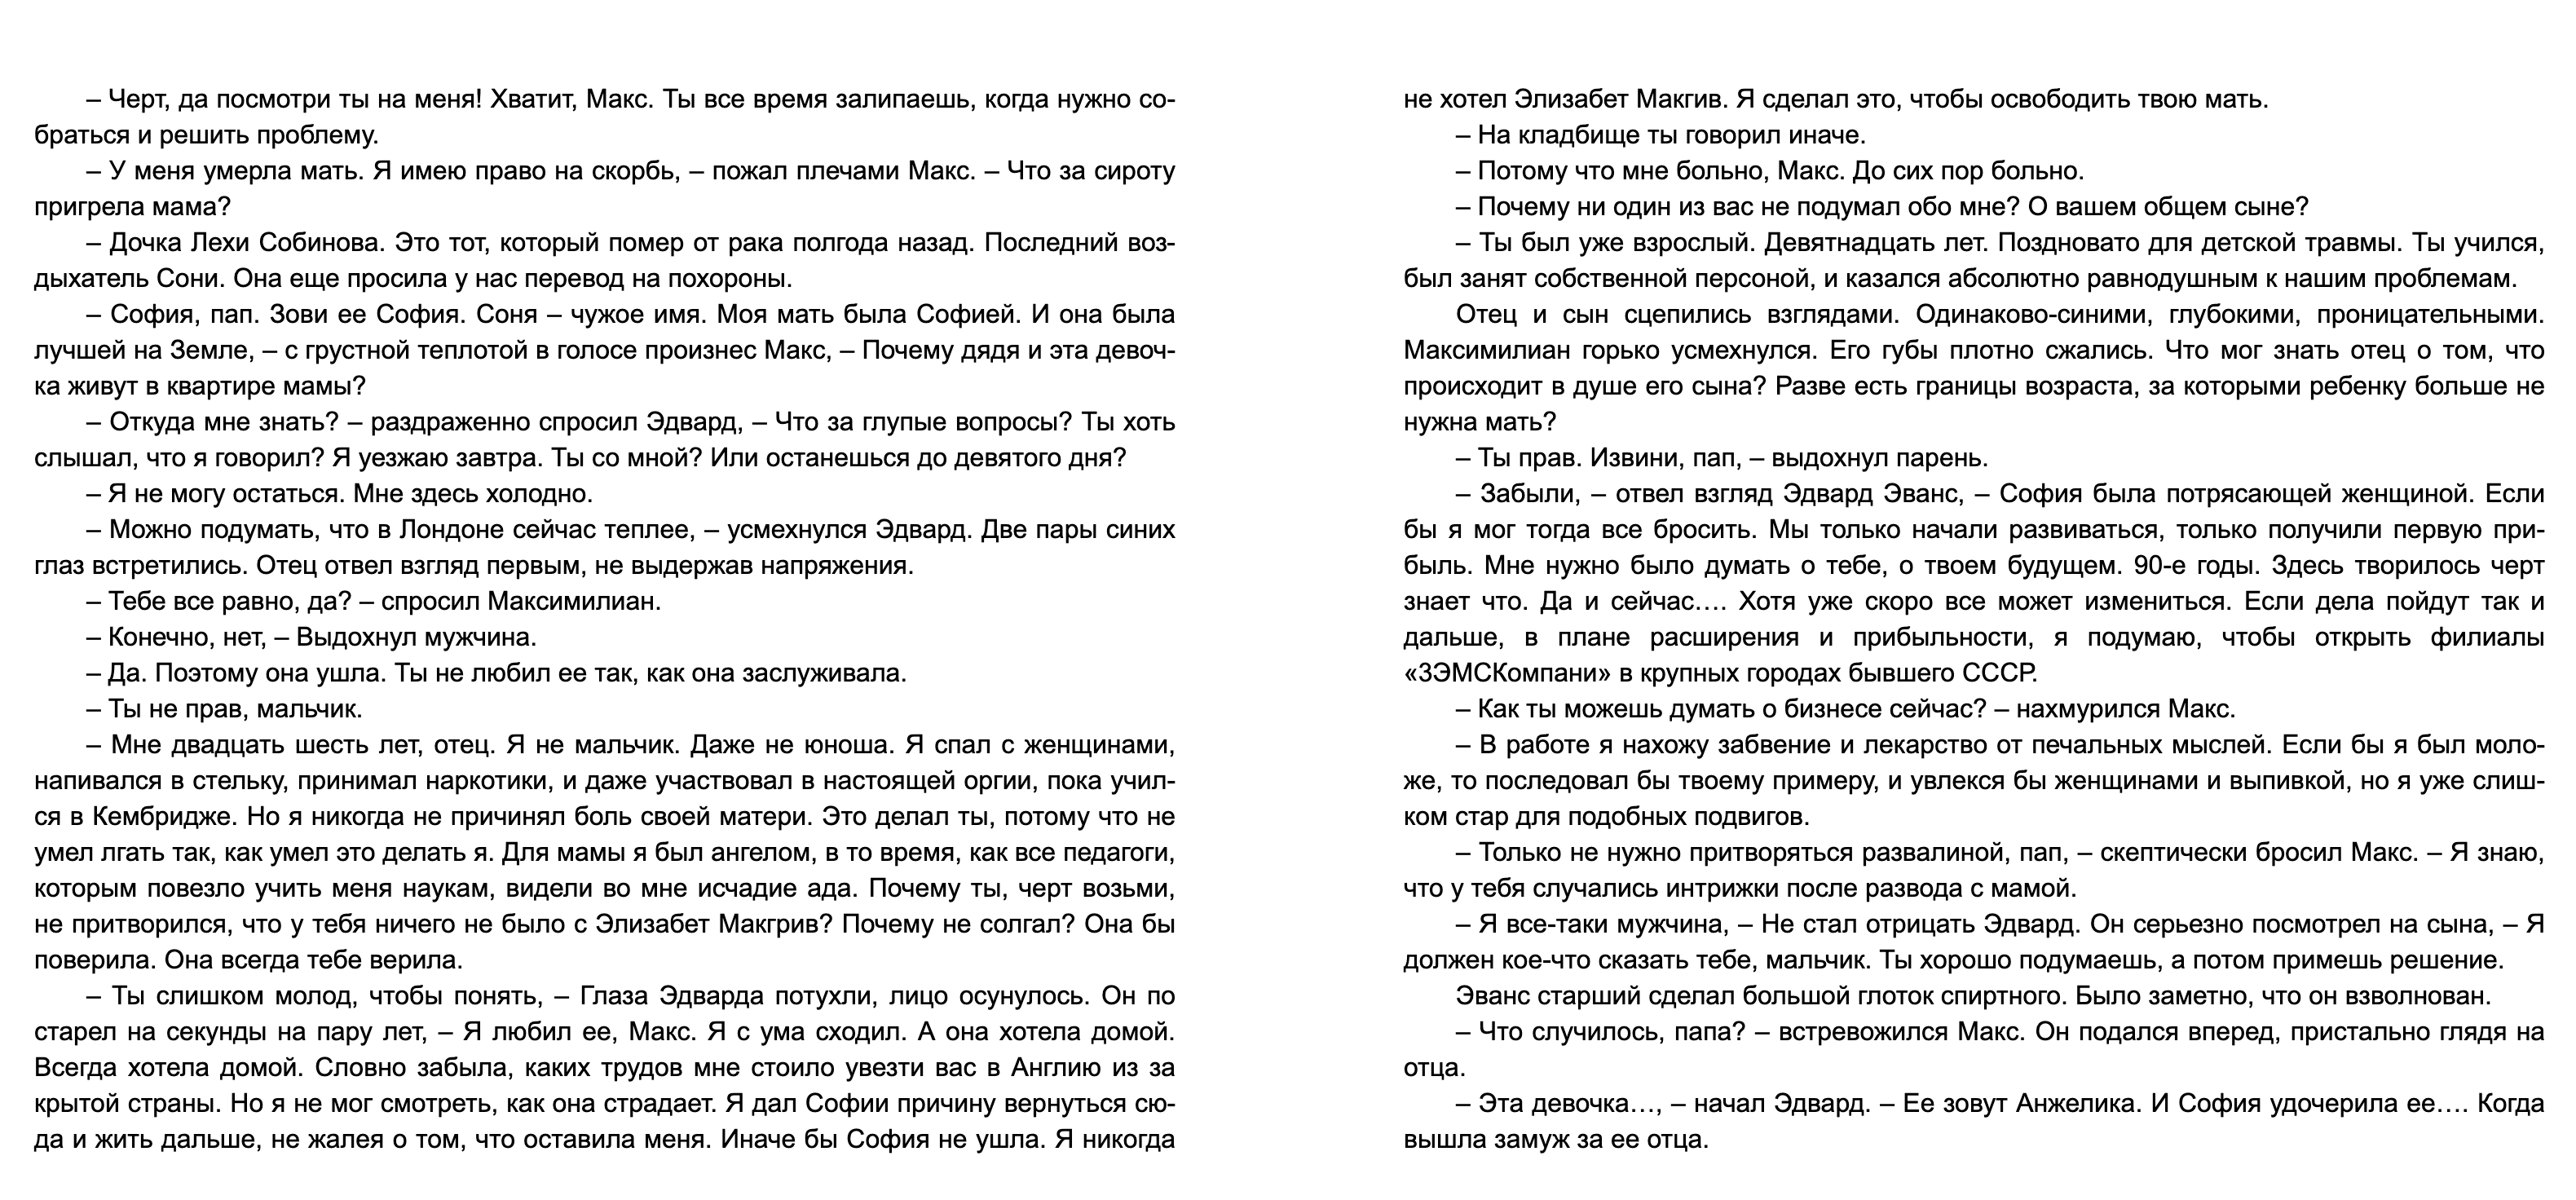 – Черт, да посмотри ты на меня! Хватит, Макс. Ты все время залипаешь, когда нужно со-
браться и решить проблему.
– У меня умерла мать. Я имею право на скорбь, – пожал плечами Макс. – Что за сироту
пригрела мама?
– Дочка Лехи Собинова. Это тот, который помер от рака полгода назад. Последний воз-
дыхатель Сони. Она еще просила у нас перевод на похороны.
– София, пап. Зови ее София. Соня – чужое имя. Моя мать была Софией. И она была
лучшей на Земле, – с грустной теплотой в голосе произнес Макс, – Почему дядя и эта девоч-
ка живут в квартире мамы?
– Откуда мне знать? – раздраженно спросил Эдвард, – Что за глупые вопросы? Ты хоть
слышал, что я говорил? Я уезжаю завтра. Ты со мной? Или останешься до девятого дня?
– Я не могу остаться. Мне здесь холодно.
– Можно подумать, что в Лондоне сейчас теплее, – усмехнулся Эдвард. Две пары синих
глаз встретились. Отец отвел взгляд первым, не выдержав напряжения.
– Тебе все равно, да? – спросил Максимилиан.
– Конечно, нет, – Выдохнул мужчина.
– Да. Поэтому она ушла. Ты не любил ее так, как она заслуживала.
– Ты не прав, мальчик.
– Мне двадцать шесть лет, отец. Я не мальчик. Даже не юноша. Я спал с женщинами,
напивался в стельку, принимал наркотики, и даже участвовал в настоящей оргии, пока учил-
ся в Кембридже. Но я никогда не причинял боль своей матери. Это делал ты, потому что не
умел лгать так, как умел это делать я. Для мамы я был ангелом, в то время, как все педагоги,
которым повезло учить меня наукам, видели во мне исчадие ада. Почему ты, черт возьми,
не притворился, что у тебя ничего не было с Элизабет Макгрив? Почему не солгал? Она бы
поверила. Она всегда тебе верила.
– Ты слишком молод, чтобы понять, – Глаза Эдварда потухли, лицо осунулось. Он по
старел на секунды на пару лет, – Я любил ее, Макс. Я с ума сходил. А она хотела домой.
Всегда хотела домой. Словно забыла, каких трудов мне стоило увезти вас в Англию из за
крытой страны. Но я не мог смотреть, как она страдает. Я дал Софии причину вернуться сю-
да и жить дальше, не жалея о том, что оставила меня. Иначе бы София не ушла. Я никогда
не хотел Элизабет Макгив. Я сделал это, чтобы освободить твою мать.
– На кладбище ты говорил иначе.
– Потому что мне больно, Макс. До сих пор больно.
– Почему ни один из вас не подумал обо мне? О вашем общем сыне?
– Ты был уже взрослый. Девятнадцать лет. Поздновато для детской травмы. Ты учился,
был занят собственной персоной, и казался абсолютно равнодушным к нашим проблемам.
Отец и сын сцепились взглядами. Одинаково-синими, глубокими, проницательными.
Максимилиан горько усмехнулся. Его губы плотно сжались. Что мог знать отец о том, что
происходит в душе его сына? Разве есть границы возраста, за которыми ребенку больше не
нужна мать?
– Ты прав. Извини, пап, – выдохнул парень.
– Забыли, – отвел взгляд Эдвард Эванс, – София была потрясающей женщиной. Если
бы я мог тогда все бросить. Мы только начали развиваться, только получили первую при-
быль. Мне нужно было думать о тебе, о твоем будущем. 90-е годы. Здесь творилось черт
знает что. Да и сейчас…. Хотя уже скоро все может измениться. Если дела пойдут так и
дальше, в плане расширения и прибыльности, я подумаю, чтобы открыть филиалы
«ЗЭМСКомпани» в крупных городах бывшего СССР.
– Как ты можешь думать о бизнесе сейчас? – нахмурился Макс.
– В работе я нахожу забвение и лекарство от печальных мыслей. Если бы я был моло-
же, то последовал бы твоему примеру, и увлекся бы женщинами и выпивкой, но я уже слиш-
ком стар для подобных подвигов.
– Только не нужно притворяться развалиной, пап, – скептически бросил Макс. – Я знаю,
что у тебя случались интрижки после развода с мамой.
– Я все-таки мужчина, – Не стал отрицать Эдвард. Он серьезно посмотрел на сына, – Я
должен кое-что сказать тебе, мальчик. Ты хорошо подумаешь, а потом примешь решение.
Эванс старший сделал большой глоток спиртного. Было заметно, что он взволнован.
– Что случилось, папа? – встревожился Макс. Он подался вперед, пристально глядя на
отца.
– Эта девочка…, – начал Эдвард. – Ее зовут Анжелика. И София удочерила ее…. Когда
вышла замуж за ее отца.